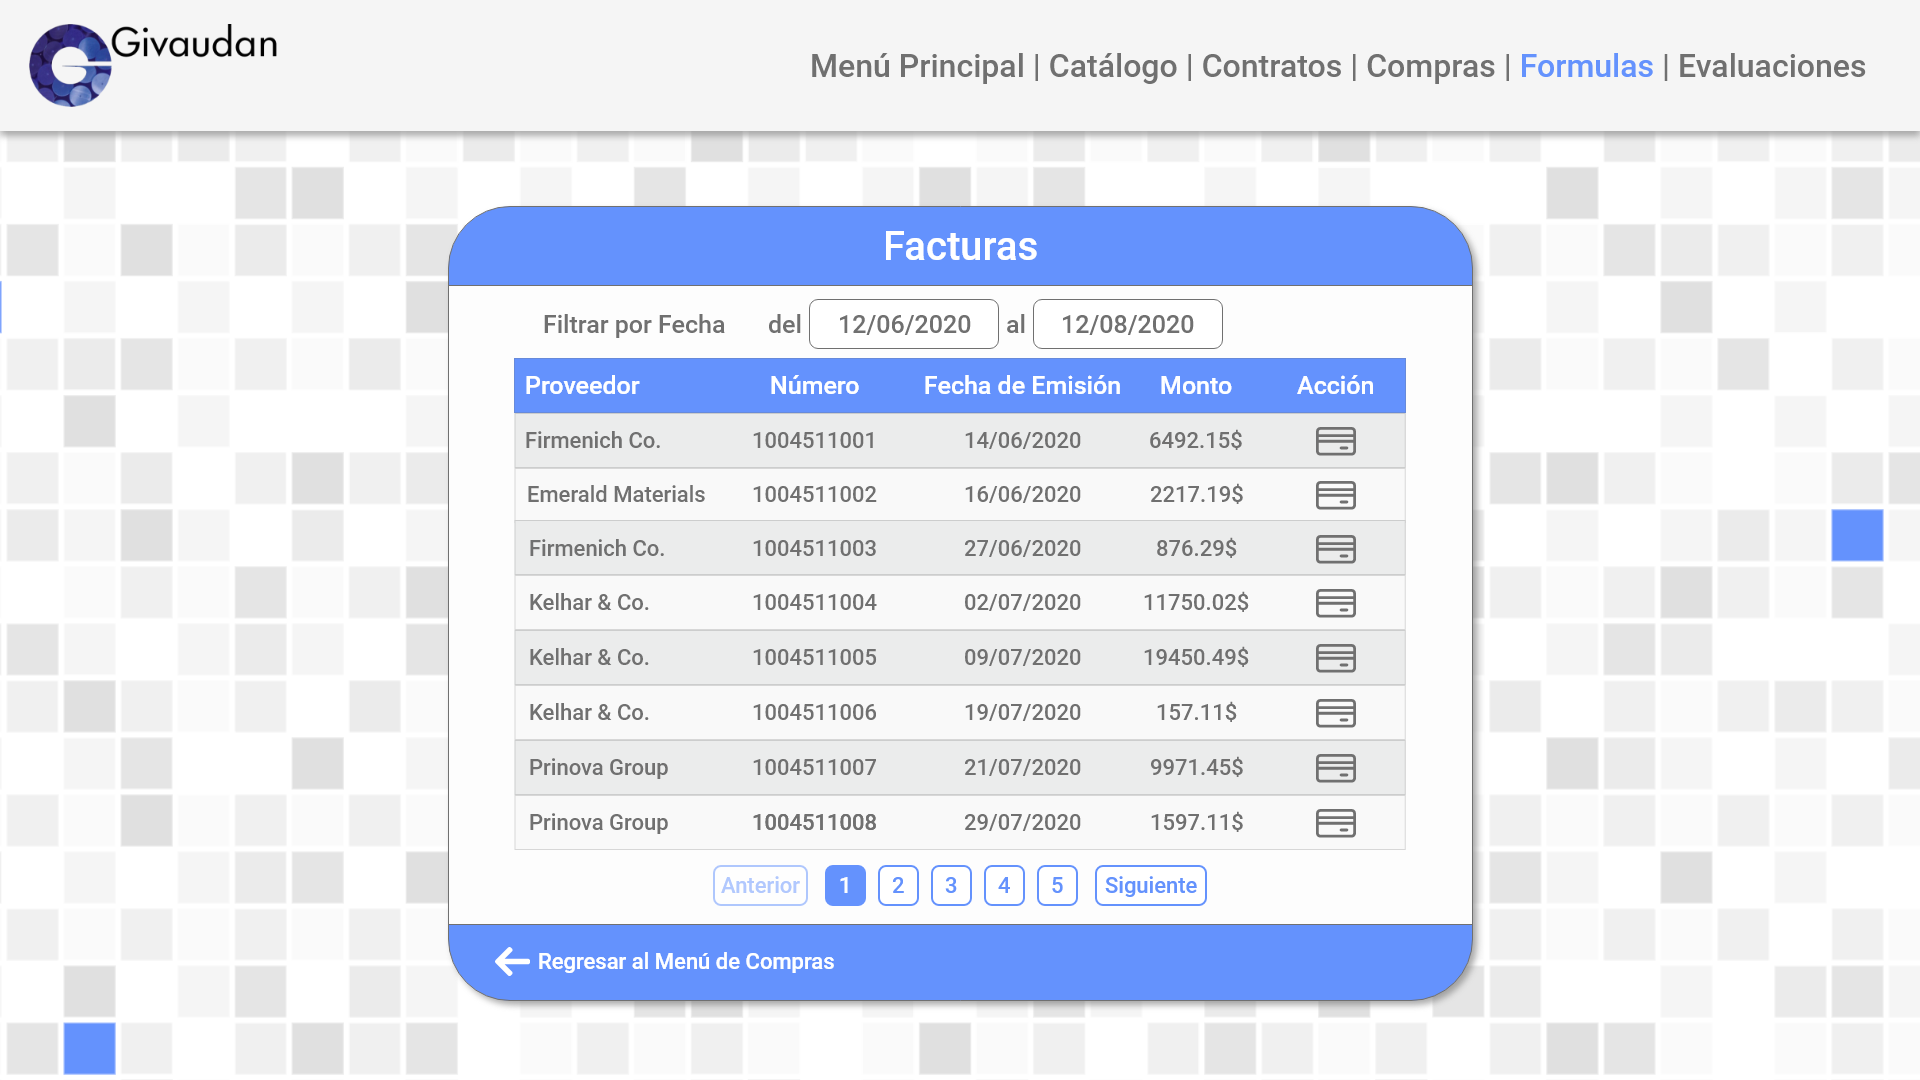 Givaudan
Menú Principal | Catálogo | Contratos | Compras | Formulas | Evaluaciones
Facturas
Filtrar por Fecha del 12/06/2020 al 12/08/2020
Proveedor Número Fecha de Emisión Monto Acción
Firmenich Co. 1004511001 14/06/2020 6492.15$
Emerald Materials 1004511002 16/06/2020 2217.19$
Firmenich Co. 1004511003 27/06/2020 876.29$
Kelhar & Co. 1004511004 02/07/2020 11750.02$
Kelhar & Co. 1004511005 09/07/2020 19450.49$
Kelhar & Co. 1004511006 19/07/2020 157.11$
Prinova Group 1004511007 21/07/2020 9971.45$
Prinova Group 1004511008 29/07/2020 1597.11$
Anterior 1 2 3 4 5 Siguiente
Regresar al Menú de Compras